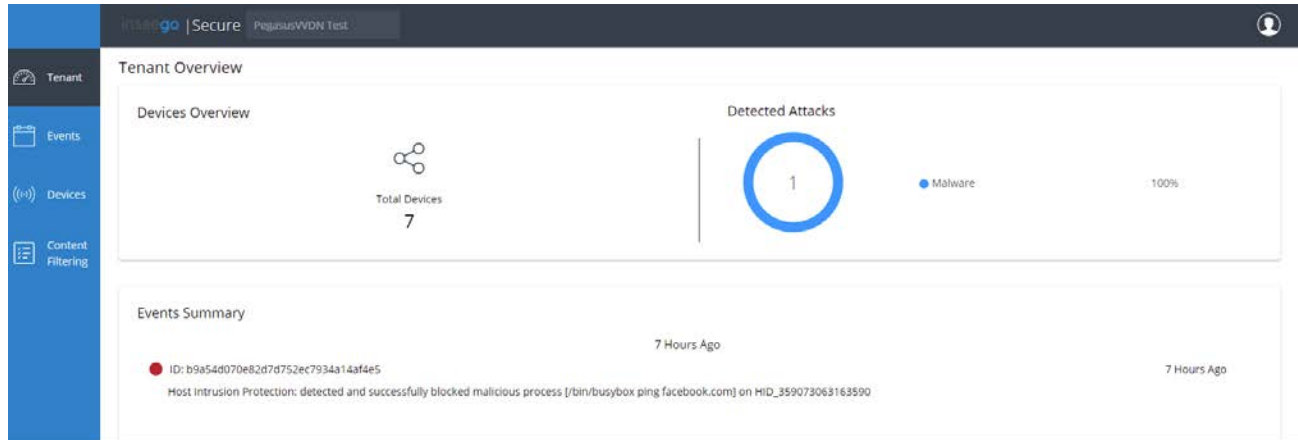 inseego |Secure PegasusVVDN Test
Tenant
Events
Devices
Content
Filtering
Tenant Overview
Devices Overview
Total Devices
7
Detected Attacks
1
Malware 100%
Events Summary
7 Hours Ago
ID: b9a54d070e82d7d752ec7934a14af4e5 7 Hours Ago
Host Intrusion Protection: detected and successfully blocked malicious process [/bin/busybox ping facebook.com] on HID_359073063163590